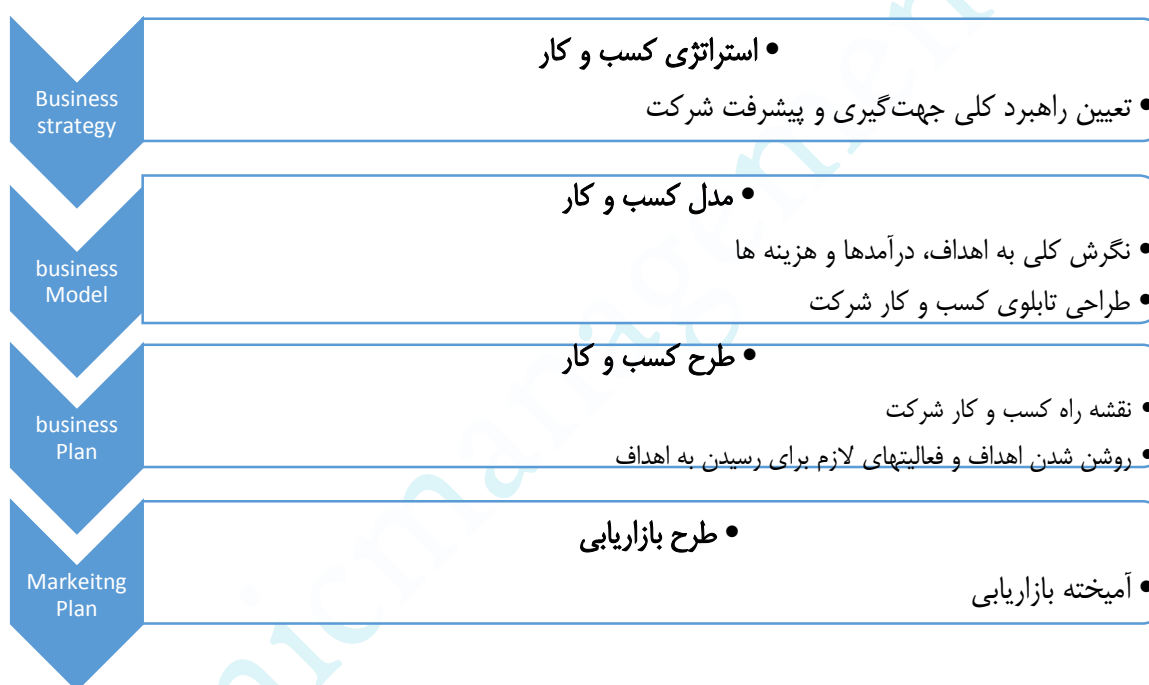 Business
strategy
• استراتژی کسب و کار
• تعیین راهبرد کلی جهت‌گیری و پیشرفت شرکت
business
Model
• مدل کسب و کار
• نگرش کلی به اهداف، درآمدها و هزینه ها
• طراحی تابلوی کسب و کار شرکت
business
Plan
• طرح کسب و کار
• نقشه راه کسب و کار شرکت
• روشن شدن اهداف و فعالیتهای لازم برای رسیدن به اهداف
Markeitng
Plan
• طرح بازاریابی
• آمیخته بازاریابی